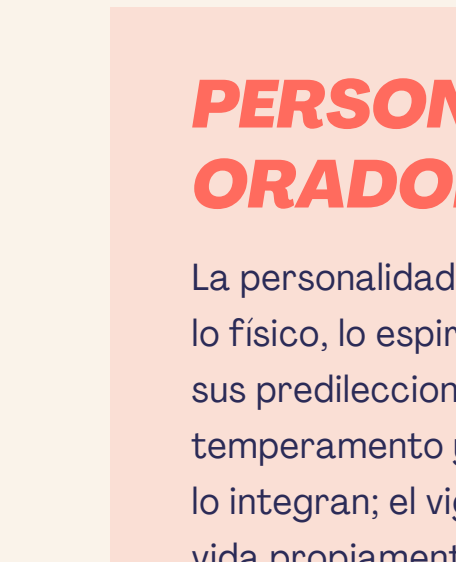 PERSON
ORADO
La personalidad
lo físico, lo espir
sus predileccion
temperamento y
lo integran; el vig
vida propiament